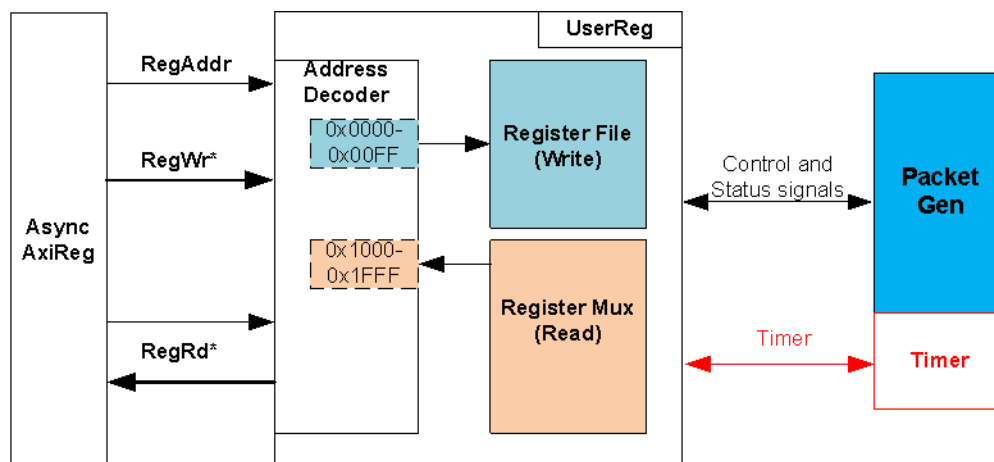 UserReg
RegAddr
Address
Decoder
0x0000-
0x00FF
Register File
(Write)
RegWr*
Control and
Status signals
Packet
Gen
Async
AxiReg
0x1000-
0x1FFF
Register Mux
(Read)
RegRd*
Timer
Timer